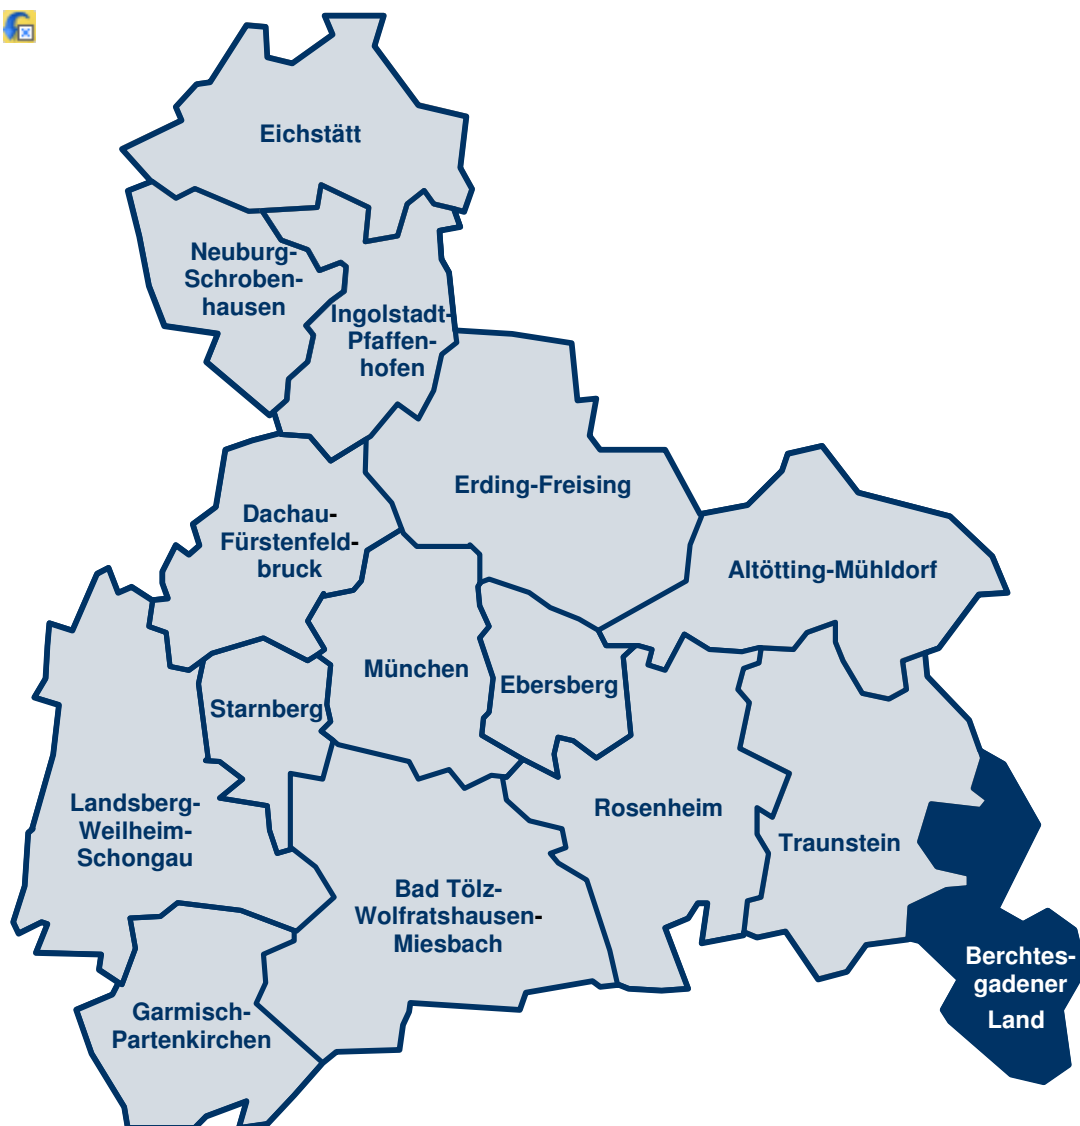 Eichstätt
Neuburg-
Schroben-
hausen
Ingolstadt-
Pfaffen-
hofen
Erding-Freising
Dachau-
Fürstenfeld-
bruck
Altötting-Mühldorf
München
Ebersberg
Starnberg
Landsberg-
Weilheim-
Schongau
Rosenheim
Traunstein
Bad Tölz-
Wolfratshausen-
Miesbach
Berchtes-
gadener
Land
Garmisch-
Partenkirchen